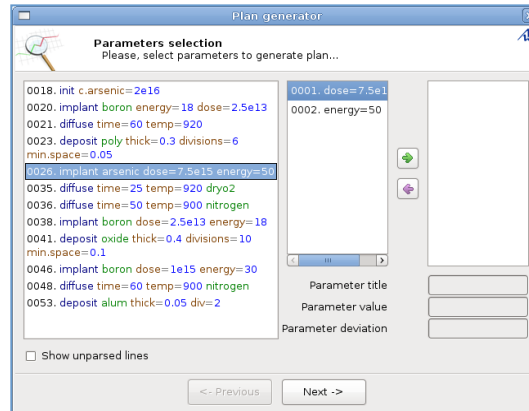 Plan generator
Parameters selection
Please, select parameters to generate plan...
0018. init c.arsenic=2e16
0020. implant boron energy=18 dose=2.5e13
0021. diffuse time=60 temp=920
0023. deposit poly thick=0.3 divisions=6
min.space=0.05
0026. implant arsenic dose=7.5e15 energy=50
0035. diffuse time=25 temp=920 dryo2
0036. diffuse time=50 temp=900 nitrogen
0038. implant boron dose=2.5e13 energy=18
0041. deposit oxide thick=0.4 divisions=10
min.space=0.1
0046. implant boron dose=1e15 energy=30
0048. diffuse time=60 temp=900 nitrogen
0053. deposit alum thick=0.05 div=2
0001. dose=7.5e1
0002. energy=50
Parameter title
Parameter value
Parameter deviation
Show unparsed lines
<- Previous
Next ->